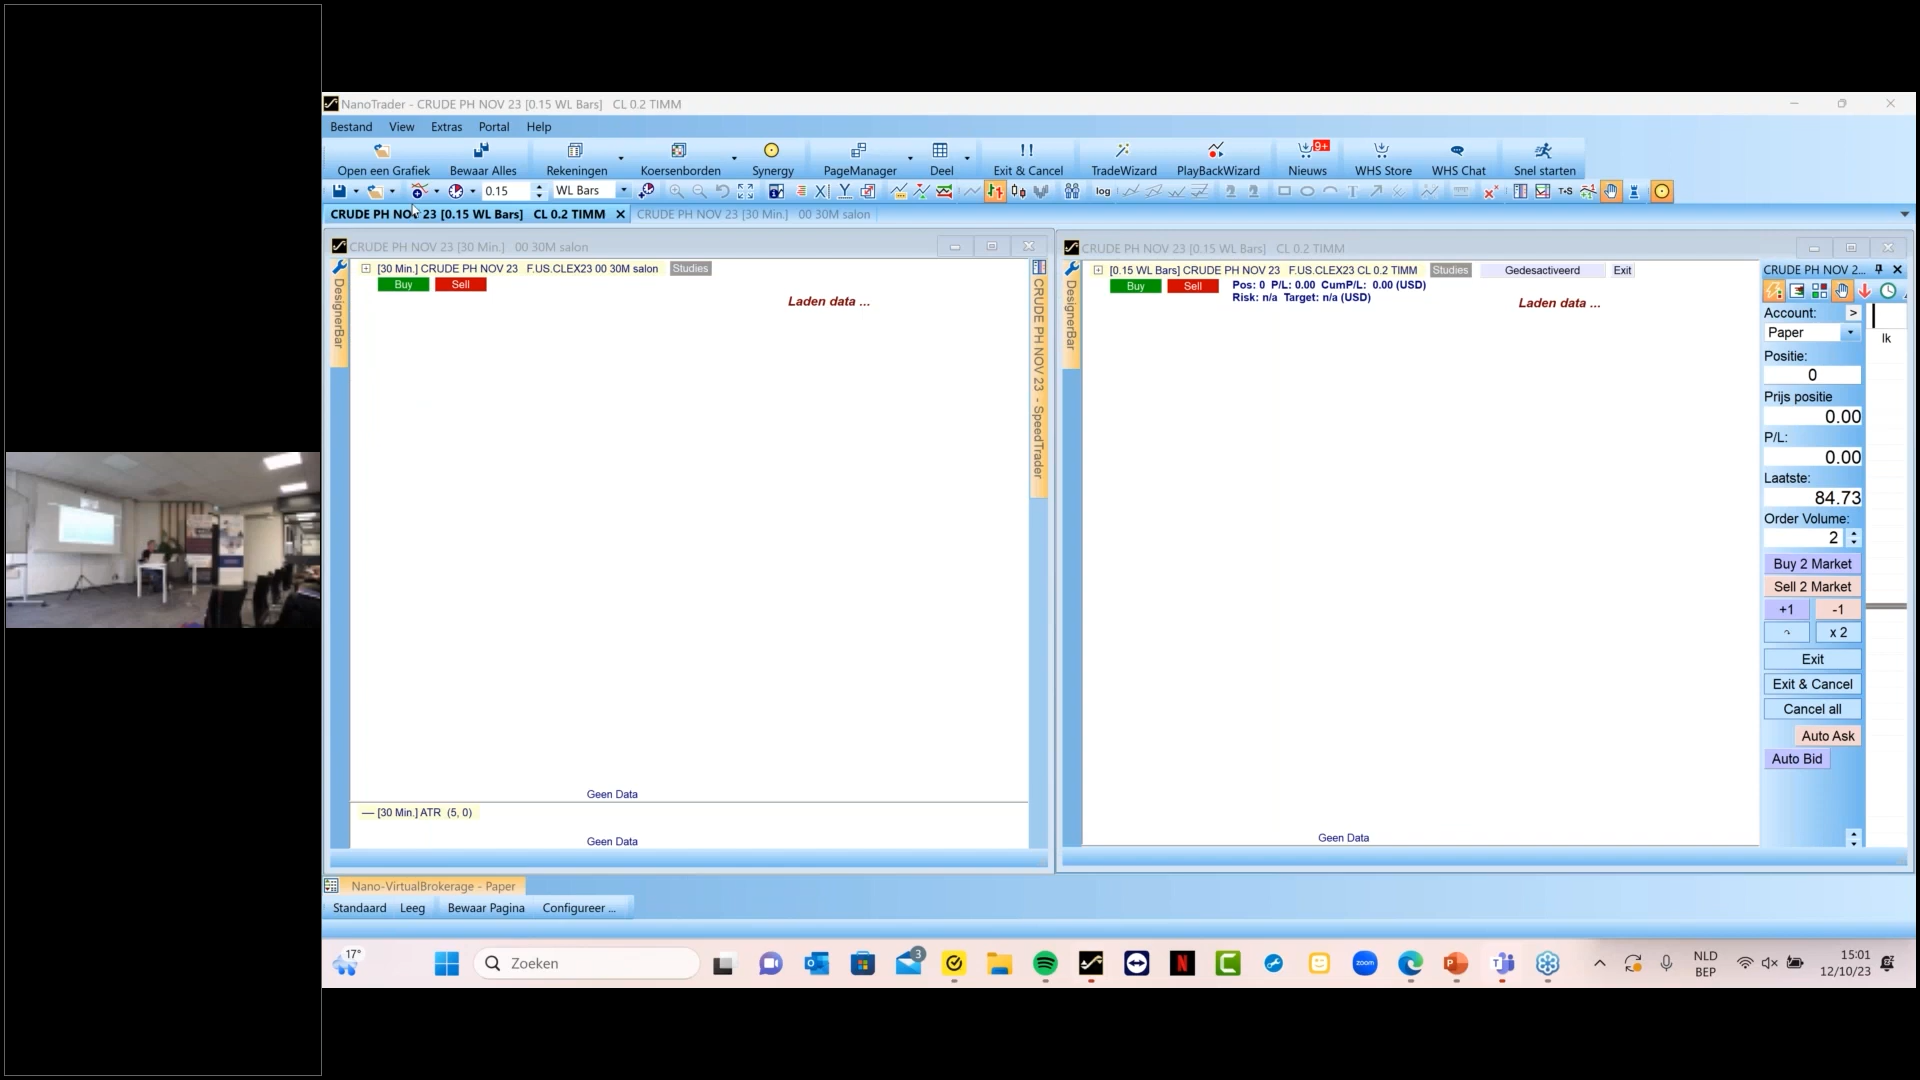 NanoTrader - CRUDE PH NOV 23 [0.15 WL Bars] CL 0.2 TIMM
Bestand View Extras Portal Help
Open een Grafiek Bewaar Alles Rekeningen Koersenborden Synergy PageManager Deel Exit & Cancel TradeWizard PlayBackWizard Nieuws 9+ WHS Store WHS Chat Snel starten
0.15 WL Bars log T T•S
CRUDE PH NOV 23 [0.15 WL Bars] CL 0.2 TIMM CRUDE PH NOV 23 [30 Min.] 00 30M salon
CRUDE PH NOV 23 [30 Min.] 00 30M salon
DesignerBar
[30 Min.] CRUDE PH NOV 23 F.US.CLEX23 00 30M salon Studies
Buy Sell
Laden data ...
Geen Data
[30 Min.] ATR (5, 0)
Geen Data
CRUDE PH NOV 23 - SpeedTrader
CRUDE PH NOV 23 [0.15 WL Bars] CL 0.2 TIMM
DesignerBar
[0.15 WL Bars] CRUDE PH NOV 23 F.US.CLEX23 CL 0.2 TIMM Studies Gedesactiveerd Exit
Buy Sell
Pos: 0 P/L: 0.00 CumP/L: 0.00 (USD)
Risk: n/a Target: n/a (USD)
Laden data ...
Geen Data
CRUDE PH NOV 2...
Account: >
Paper
lk
Positie:
0
Prijs positie
0.00
P/L:
0.00
Laatste:
84.73
Order Volume:
2
Buy 2 Market
Sell 2 Market
+1 -1
x 2
Exit
Exit & Cancel
Cancel all
Auto Ask
Auto Bid
Nano-VirtualBrokerage - Paper
Standaard Leeg Bewaar Pagina Configureer ...
17°
Zoeken
3
zoom
NLD
BEP
15:01
12/10/23